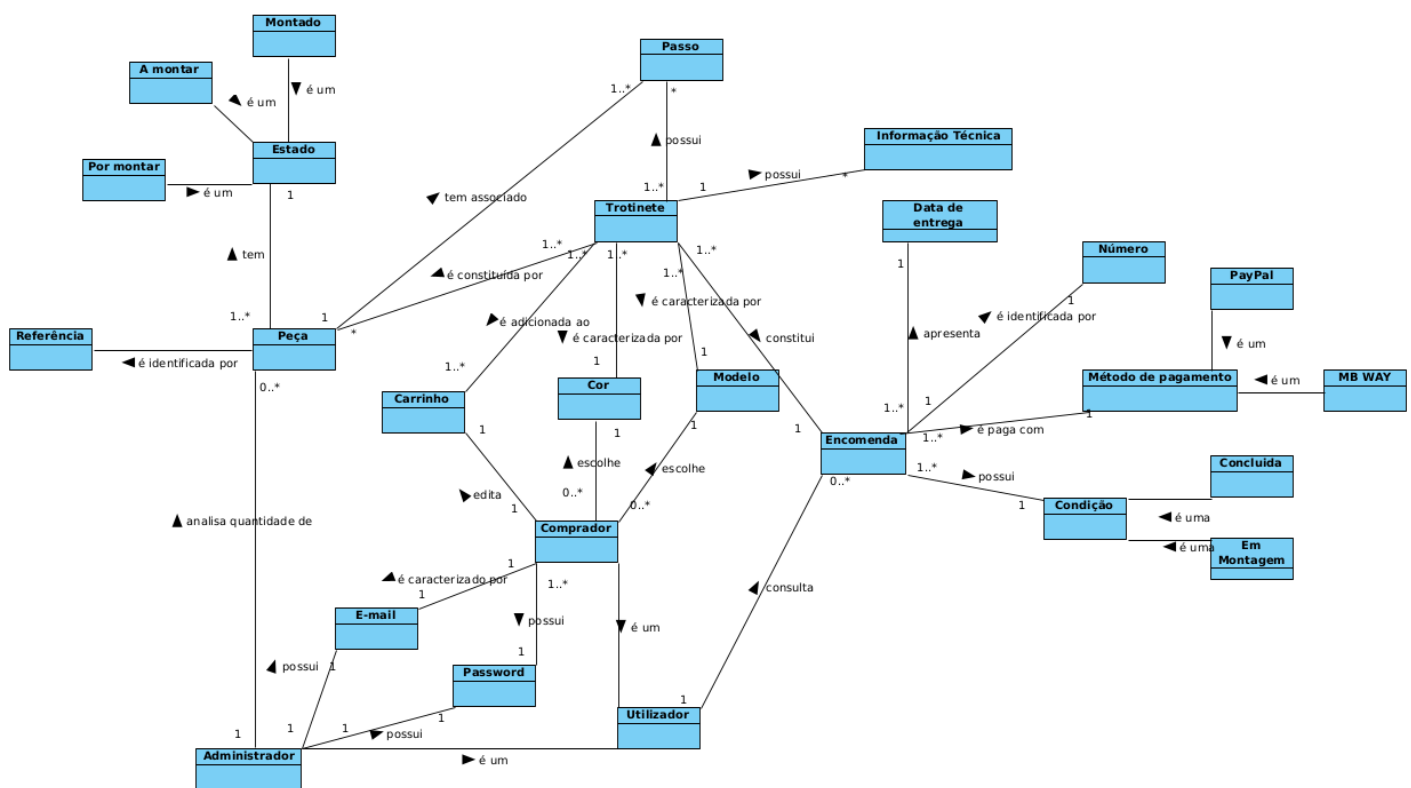 Montado
Passo
A montar
é um
é um
1..*
*
Informação Técnica
Estado
possui
Por montar
possui
1
*
é um
1
1..*
tem associado
Trotinete
Data de
entrega
1..*
1..*
1..*
1..*
Número
tem
é constituída por
1..*
1
PayPal
é caracterizada por
1
1..*
1
é adicionada ao
é identificada por
Referência
Peça
*
é caracterizada por
constitui
apresenta
é um
é identificada por
1
1
1..*
Modelo
Método de pagamento
é um
MB WAY
0..*
Cor
Carrinho
1..*
1
1
1
1
1
1
Encomenda
1..*
é paga com
escolhe
escolhe
1..*
possui
Concluida
0..*
edita
0..*
0..*
1
Condição
1
analisa quantidade de
Comprador
é uma
é uma
Em
Montagem
1
é caracterizado por
1..*
consulta
1
E-mail
possui
é um
possui
1
1
Password
1
Utilizador
1
1
1
1
possui
Administrador
é um